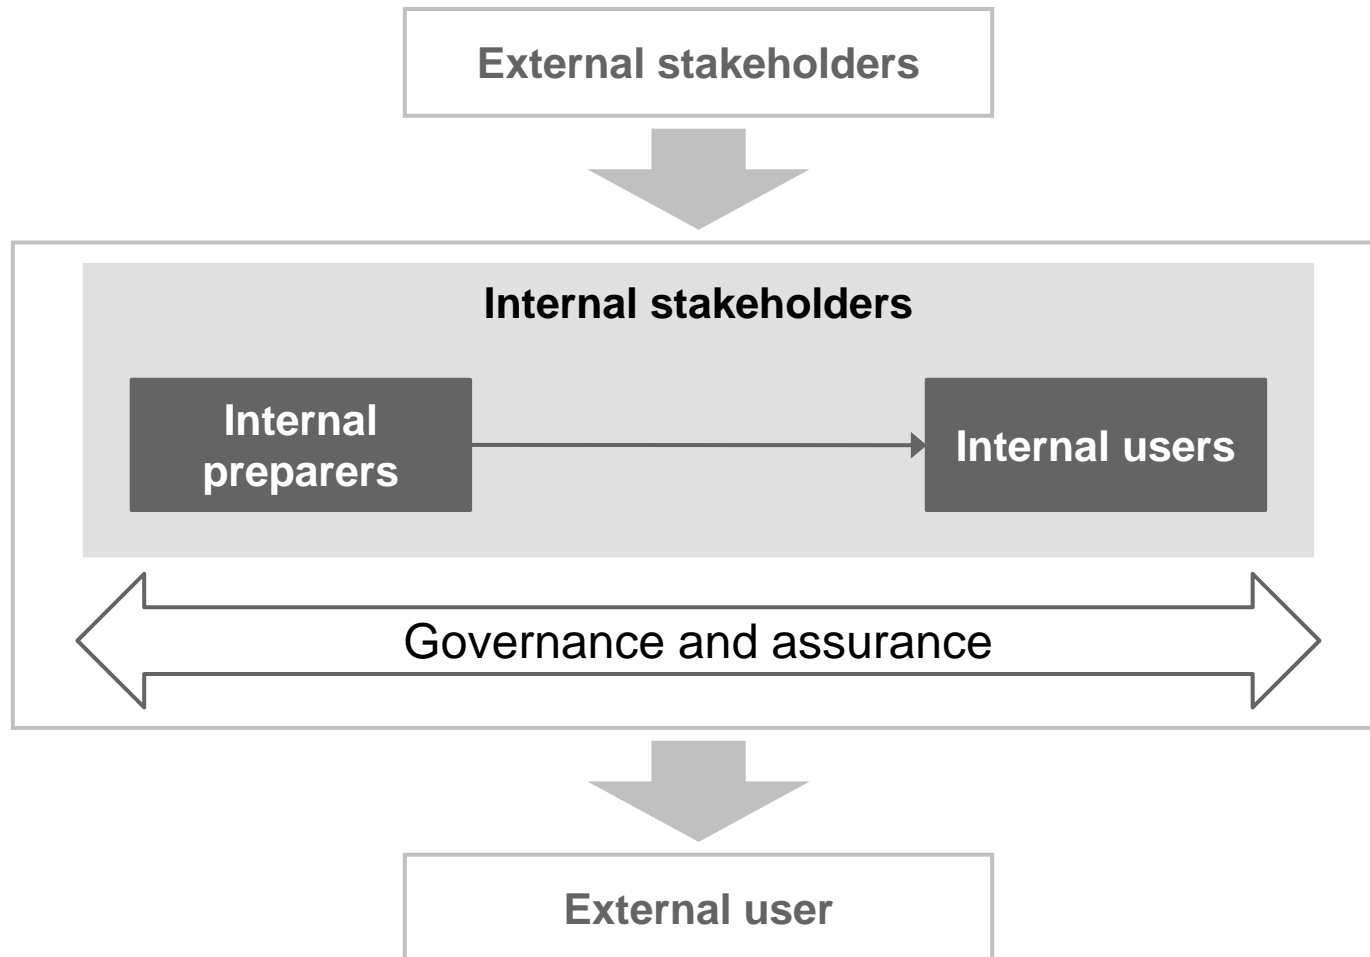 External stakeholders
Internal stakeholders
Internal
preparers
Internal users
Governance and assurance
External user